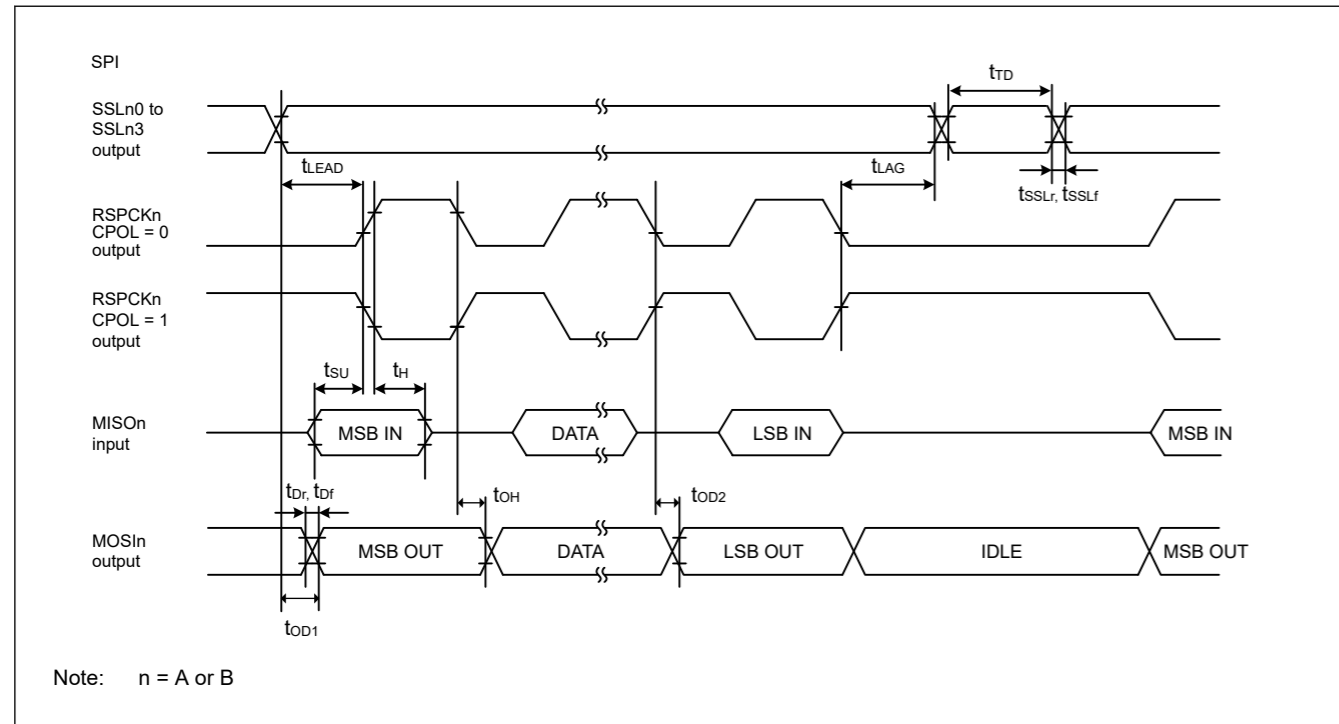 SPI
tTD
SSLn0 to
SSLn3
output
tLEAD
tLAG
tSSLr, tSSLf
RSPCKn
CPOL = 0
output
RSPCKn
CPOL = 1
output
tSU
tH
MISOn
input
MSB IN
DATA
LSB IN
MSB IN
tDr, tDf
tOH
tOD2
MOSIn
output
MSB OUT
DATA
LSB OUT
IDLE
MSB OUT
tOD1
Note: n = A or B